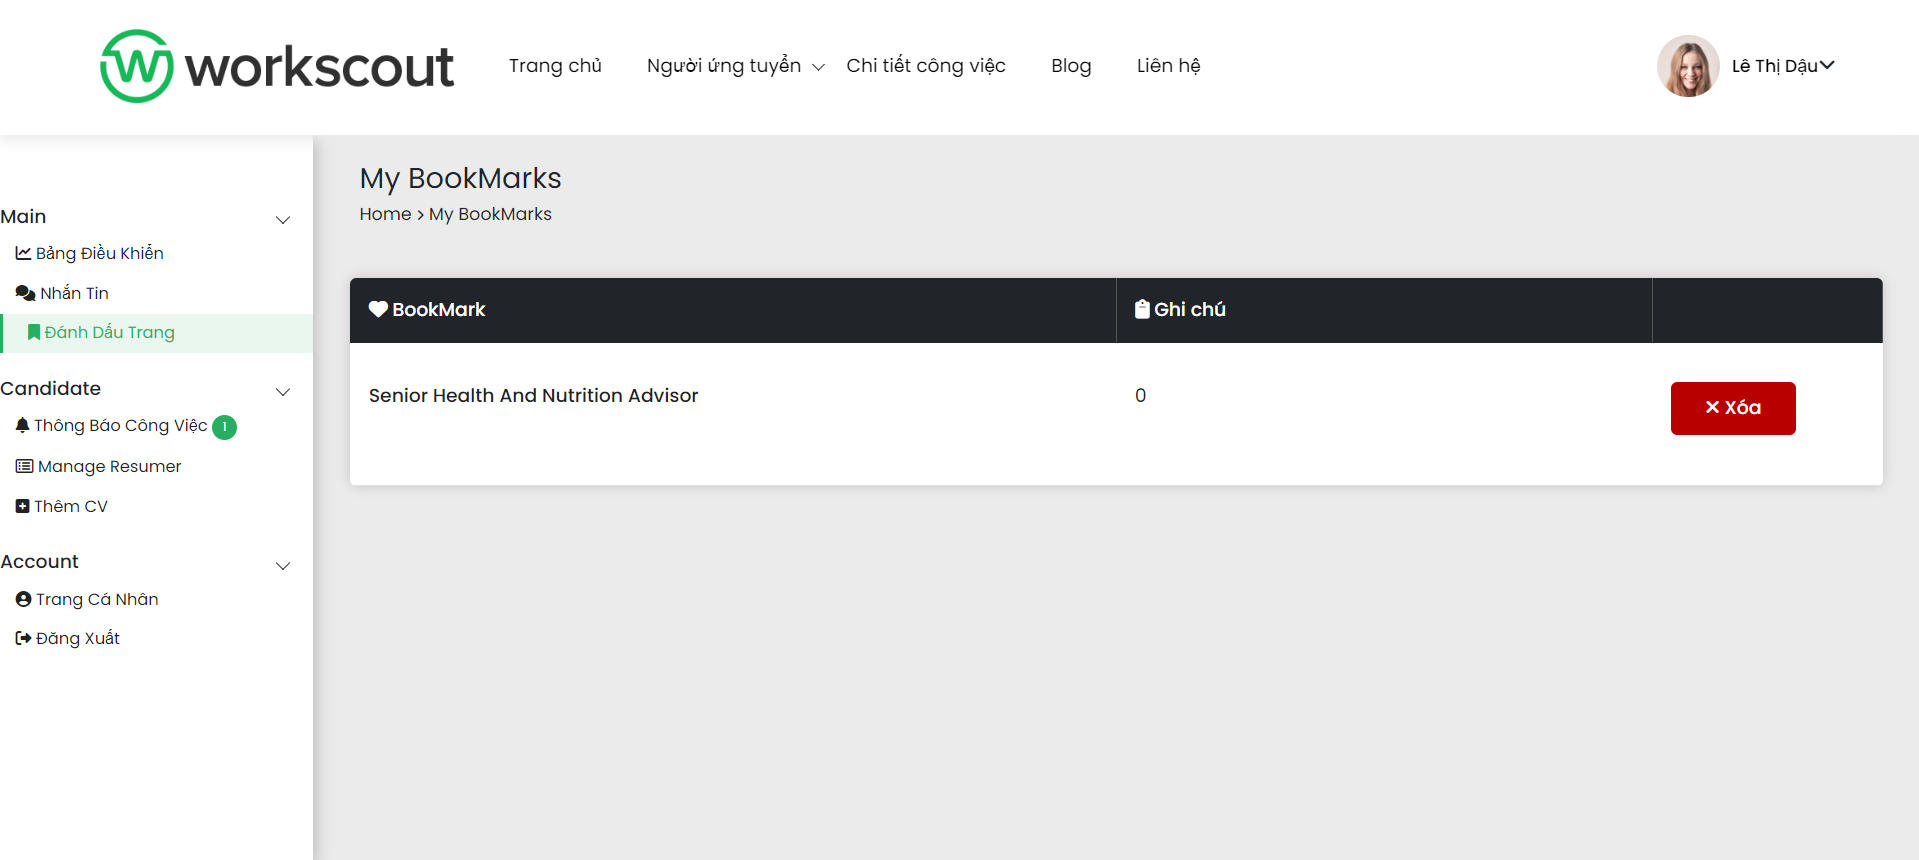 workscout
Trang chủ
Người ứng tuyển
Chi tiết công việc
Blog
Liên hệ
Lê Thị Dậu
Main
Bảng Điều Khiển
Nhắn Tin
Đánh Dấu Trang
Candidate
Thông Báo Công Việc 1
Manage Resumer
Thêm CV
Account
Trang Cá Nhân
Đăng Xuất
My BookMarks
Home > My BookMarks
BookMark
Ghi chú
Senior Health And Nutrition Advisor
0
Xóa